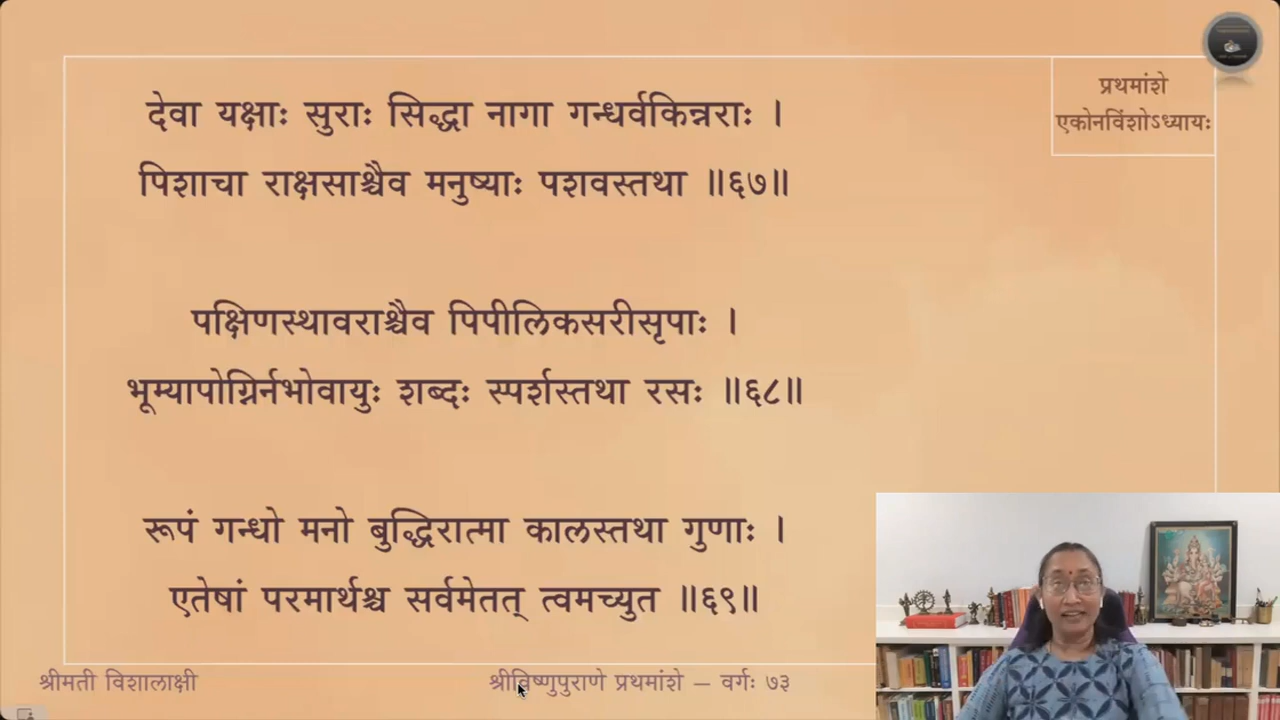 प्रथमांशे
एकोनविंशोऽध्यायः
देवा यक्षाः सुराः सिद्धा नागा गन्धर्वकिन्नराः ।
पिशाचा राक्षसाश्चैव मनुष्याः पशवस्तथा ॥६७॥
पक्षिणस्थावराश्चैव पिपीलिकसरीसृपाः ।
भूम्यापोग्निर्नभोवायुः शब्दः स्पर्शस्तथा रसः ॥६८॥
रूपं गन्धो मनो बुद्धिरात्मा कालस्तथा गुणाः ।
एतेषां परमार्थश्च सर्वमेतत् त्वमच्युत ॥६९॥
श्रीमती विशालाक्षी
श्रीविष्णुपुराणे प्रथमांशे – वर्गः ७३